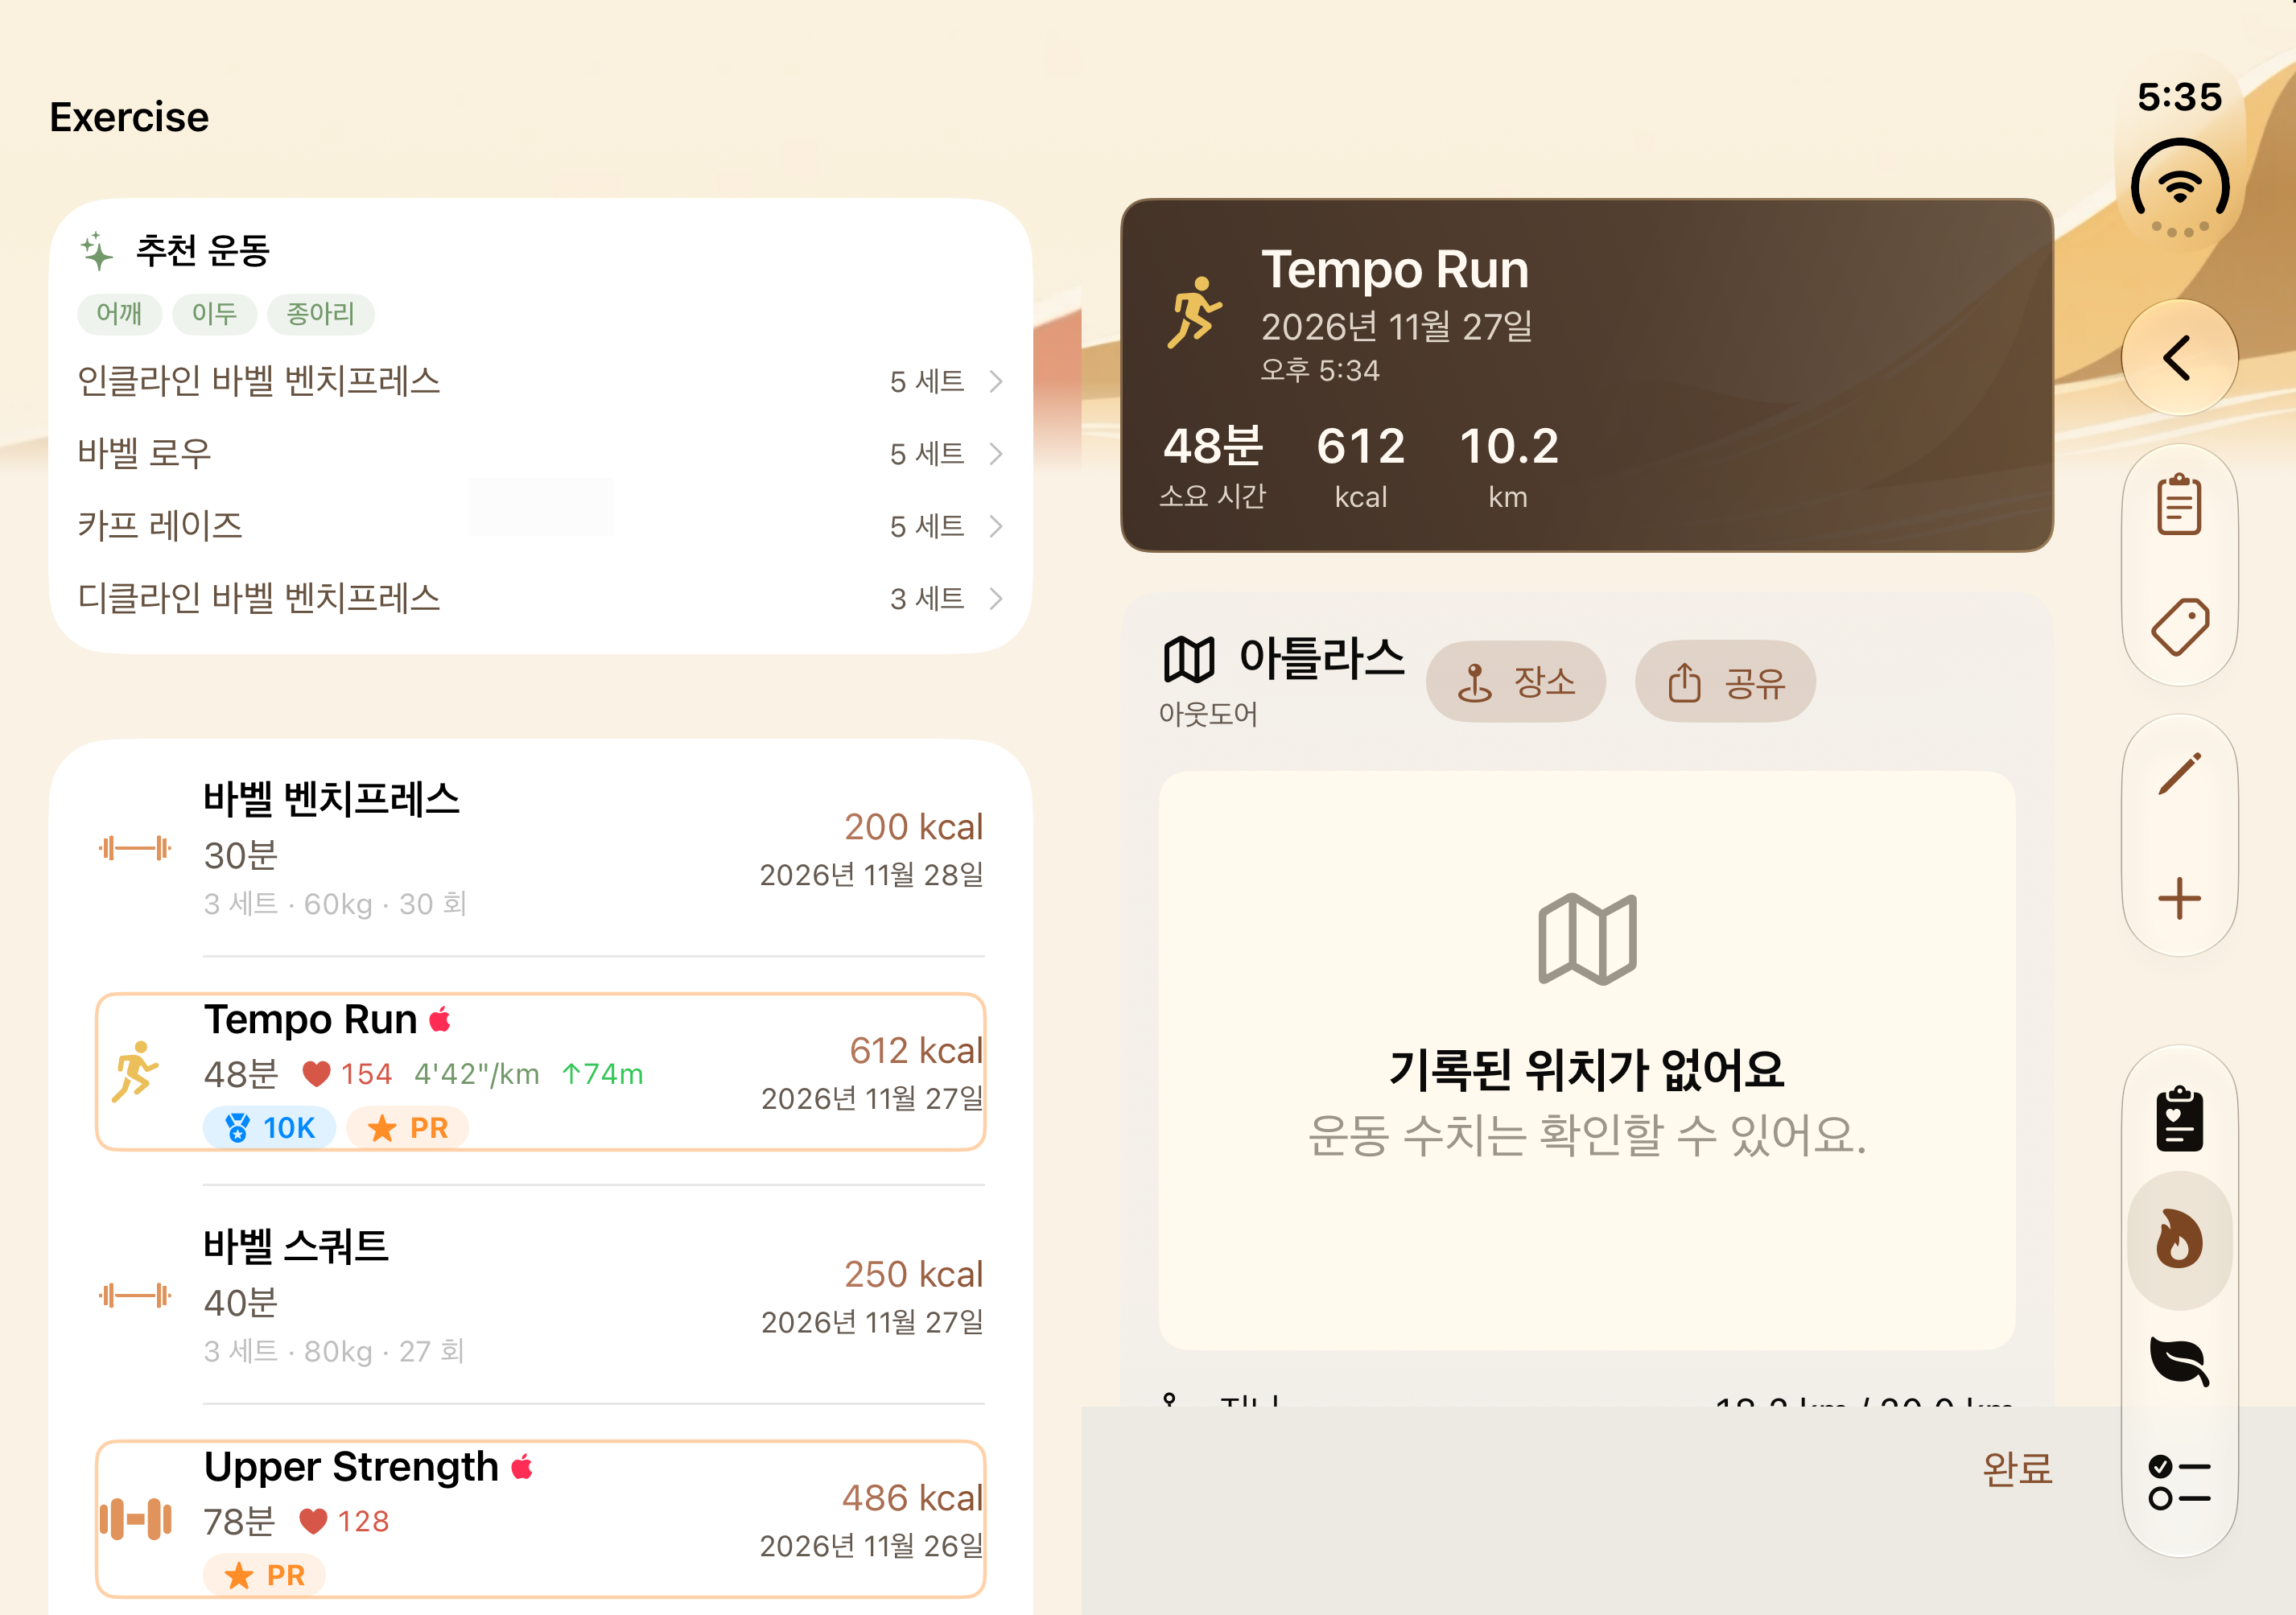 Exercise
추천 운동
어깨 이두 종아리
인클라인 바벨 벤치프레스 5 세트
바벨 로우 5 세트
카프 레이즈 5 세트
디클라인 바벨 벤치프레스 3 세트
바벨 벤치프레스
30분
3 세트 · 60kg · 30 회
200 kcal
2026년 11월 28일
Tempo Run
48분 154 4'42"/km ↑74m
10K PR
612 kcal
2026년 11월 27일
바벨 스쿼트
40분
3 세트 · 80kg · 27 회
250 kcal
2026년 11월 27일
Upper Strength
78분 128
PR
486 kcal
2026년 11월 26일
Tempo Run
2026년 11월 27일
오후 5:34
48분 612 10.2
소요 시간 kcal km
아틀라스
아웃도어
장소
공유
기록된 위치가 없어요
운동 수치는 확인할 수 있어요.
완료
5:35